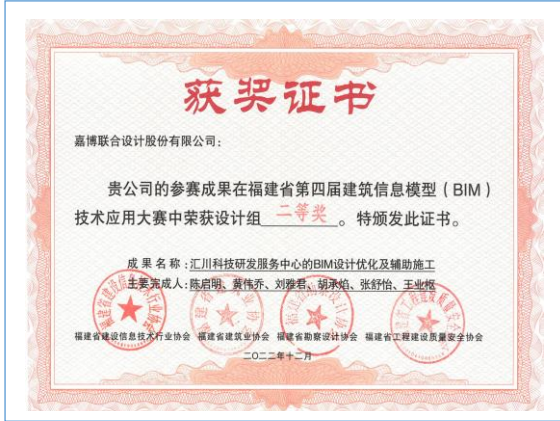 获奖证书
嘉博联合设计股份有限公司：
贵公司的参赛成果在福建省第四届建筑信息模型（BIM）
技术应用大赛中荣获设计组 二等奖 。特颁发此证书。
成果名称：汇川科技研发服务中心的BIM设计优化及辅助施工
主要完成人：陈启明、黄伟乔、刘雅君、胡承焰、张舒怡、王业枢
福建省建设信息技术行业协会 福建省建筑业协会 福建省勘察设计协会 福建省工程建设质量安全协会
二〇二二年十二月